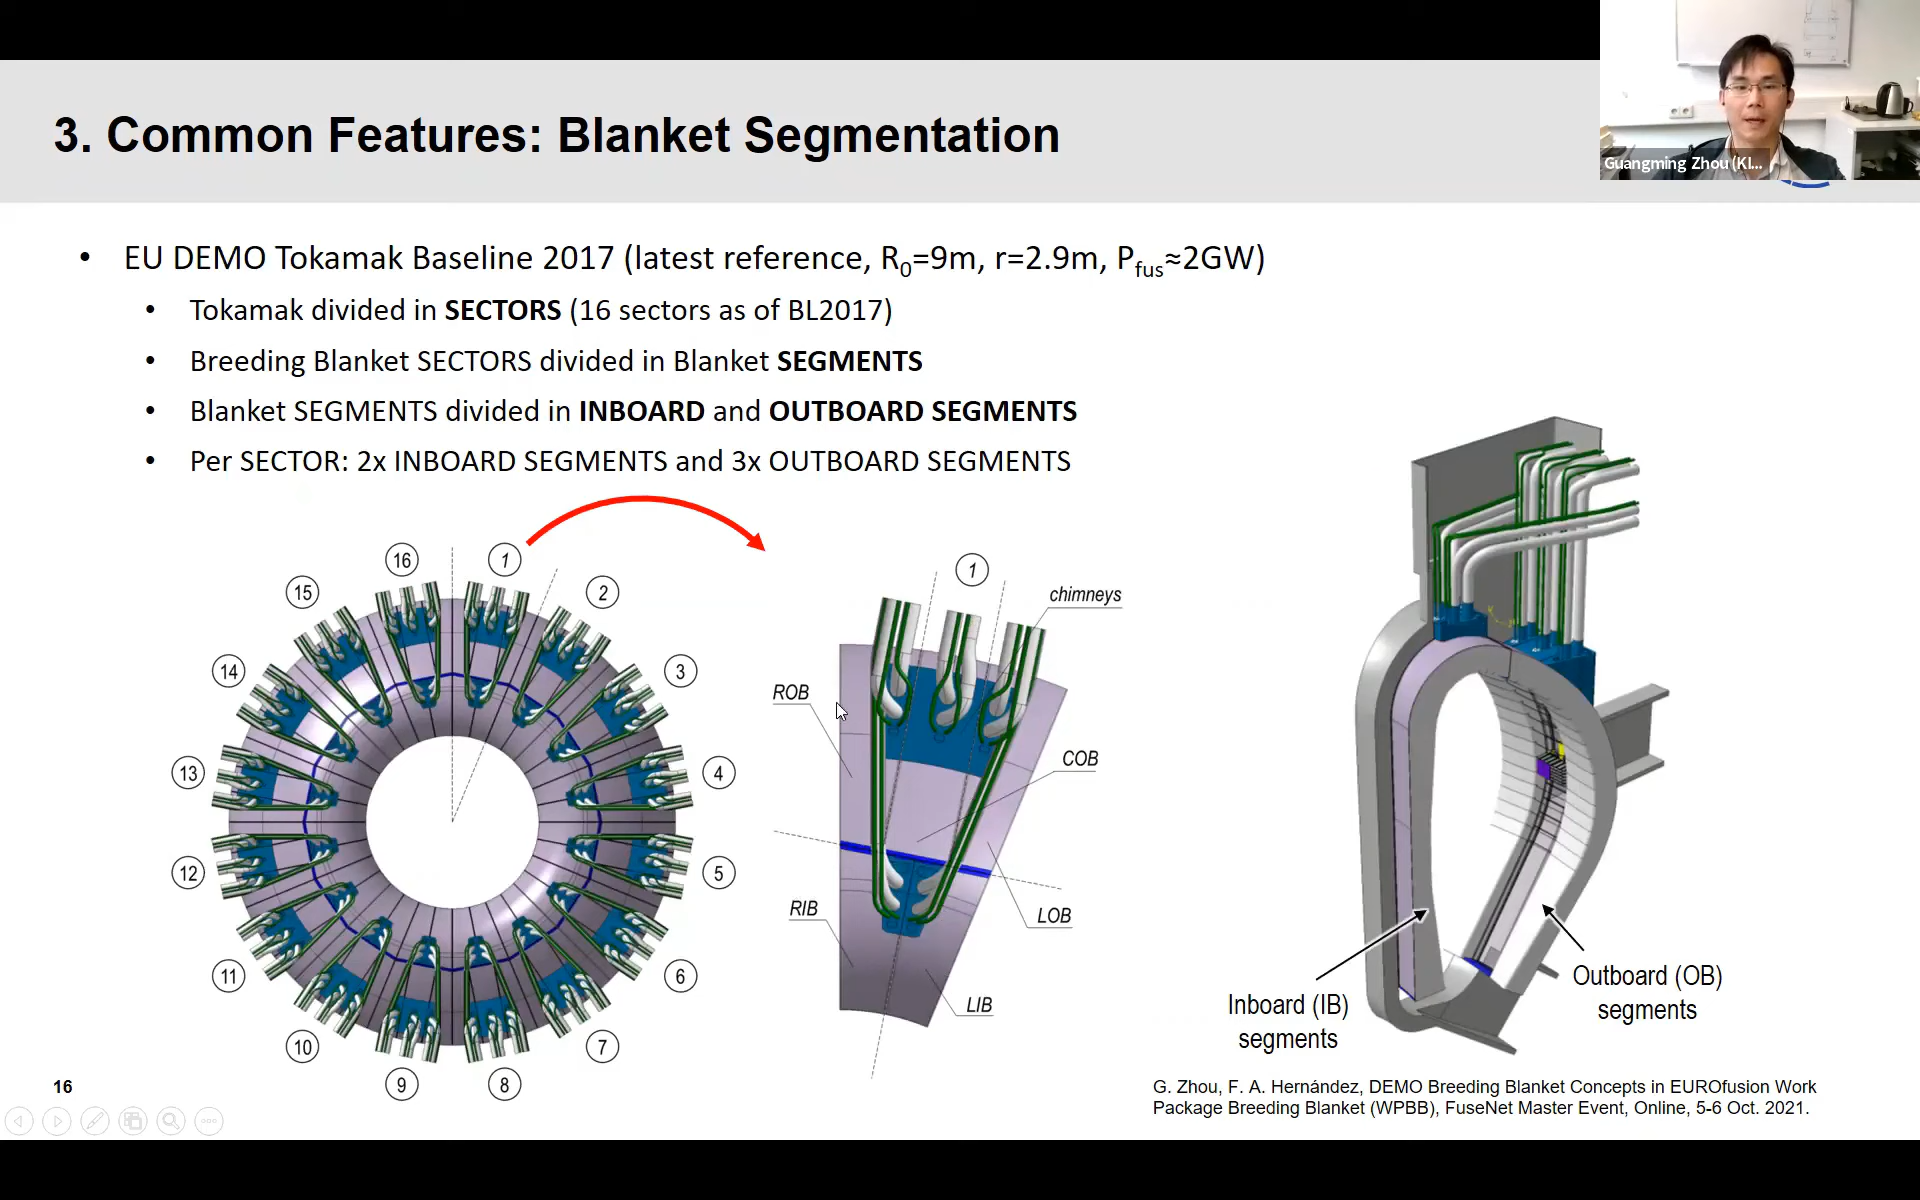 3. Common Features: Blanket Segmentation
Guangming Zhou (KI...
• EU DEMO Tokamak Baseline 2017 (latest reference, R0=9m, r=2.9m, Pfus≈2GW)
• Tokamak divided in SECTORS (16 sectors as of BL2017)
• Breeding Blanket SECTORS divided in Blanket SEGMENTS
• Blanket SEGMENTS divided in INBOARD and OUTBOARD SEGMENTS
• Per SECTOR: 2x INBOARD SEGMENTS and 3x OUTBOARD SEGMENTS
16
1
2
3
4
5
6
7
8
9
10
11
12
13
14
15
1
chimneys
ROB
COB
RIB
LOB
LIB
Inboard (IB)
segments
Outboard (OB)
segments
16
G. Zhou, F. A. Hernández, DEMO Breeding Blanket Concepts in EUROfusion Work
Package Breeding Blanket (WPBB), FuseNet Master Event, Online, 5-6 Oct. 2021.